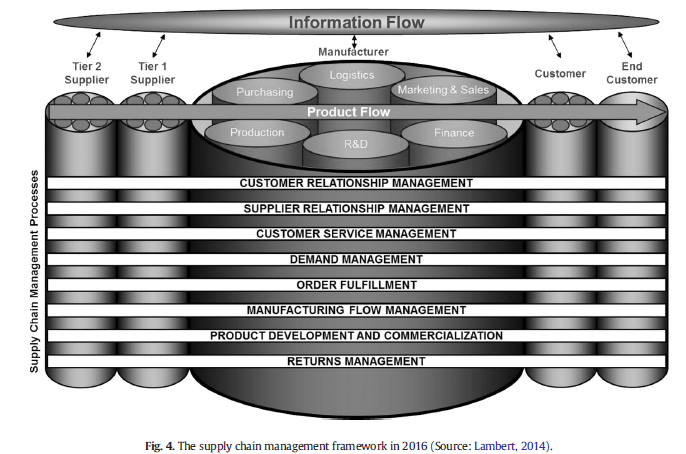 Information Flow
Tier 2
Supplier
Tier 1
Supplier
Manufacturer
Customer
End
Customer
Logistics
Purchasing
Marketing & Sales
Product Flow
Production
R&D
Finance
Supply Chain Management Processes
CUSTOMER RELATIONSHIP MANAGEMENT
SUPPLIER RELATIONSHIP MANAGEMENT
CUSTOMER SERVICE MANAGEMENT
DEMAND MANAGEMENT
ORDER FULFILLMENT
MANUFACTURING FLOW MANAGEMENT
PRODUCT DEVELOPMENT AND COMMERCIALIZATION
RETURNS MANAGEMENT
Fig. 4. The supply chain management framework in 2016 (Source: Lambert, 2014).